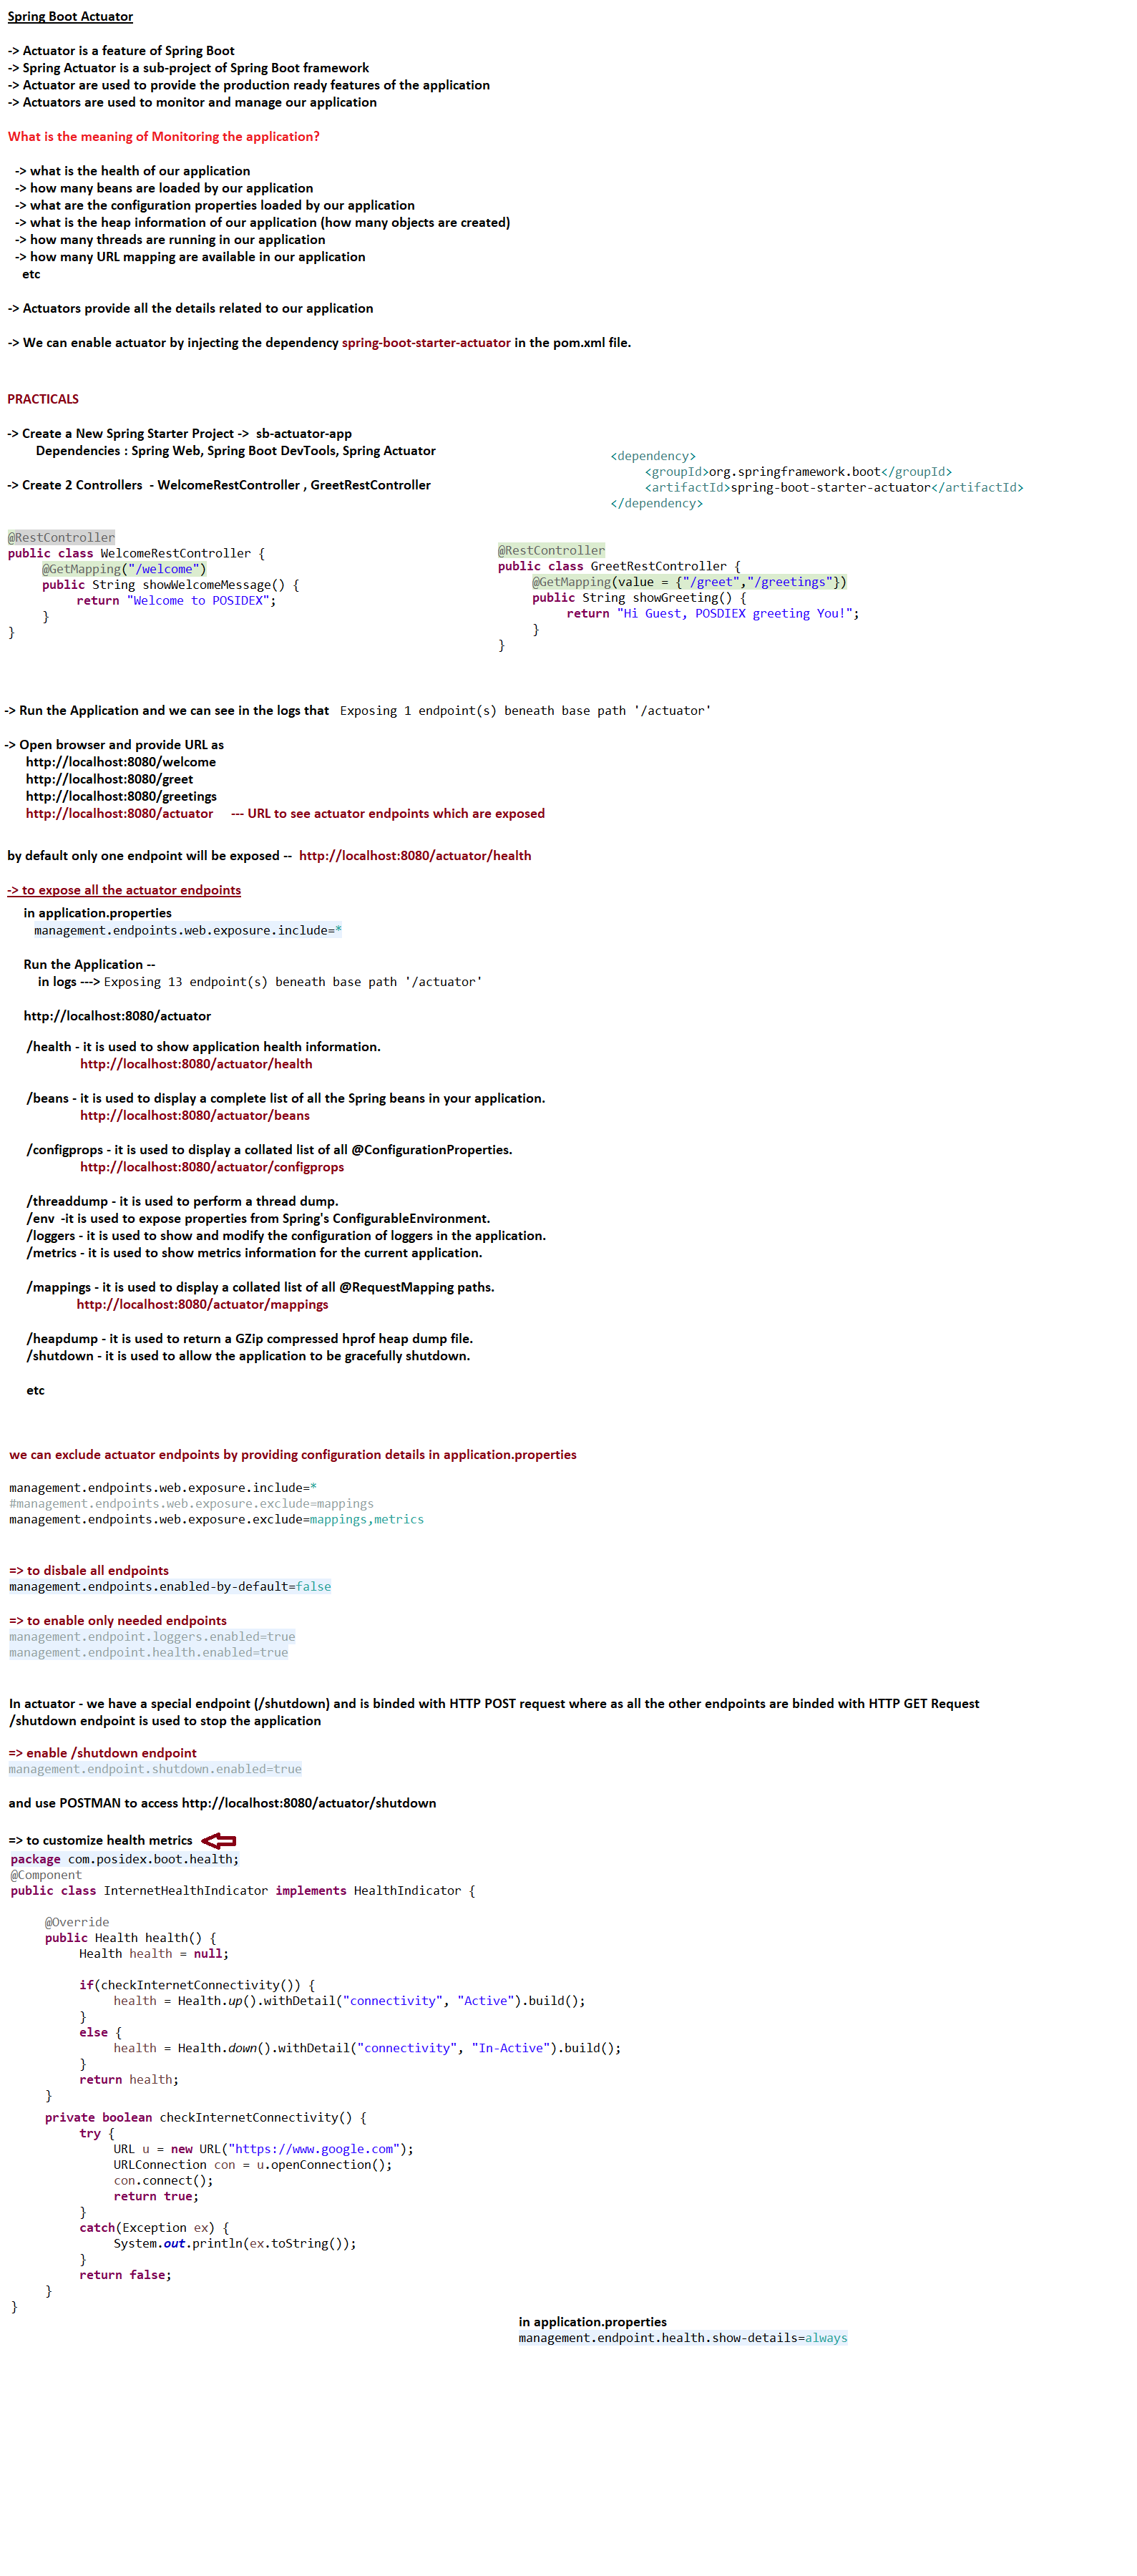 Spring Boot Actuator
-> Actuator is a feature of Spring Boot
-> Spring Actuator is a sub-project of Spring Boot framework
-> Actuator are used to provide the production ready features of the application
-> Actuators are used to monitor and manage our application
What is the meaning of Monitoring the application?
-> what is the health of our application
-> how many beans are loaded by our application
-> what are the configuration properties loaded by our application
-> what is the heap information of our application (how many objects are created)
-> how many threads are running in our application
-> how many URL mapping are available in our application
etc
-> Actuators provide all the details related to our application
-> We can enable actuator by injecting the dependency spring-boot-starter-actuator in the pom.xml file.
PRACTICALS
-> Create a New Spring Starter Project -> sb-actuator-app
Dependencies : Spring Web, Spring Boot DevTools, Spring Actuator
-> Create 2 Controllers - WelcomeRestController , GreetRestController
<dependency>
<groupId>org.springframework.boot</groupId>
<artifactId>spring-boot-starter-actuator</artifactId>
</dependency>
@RestController
public class WelcomeRestController {
@GetMapping("/welcome")
public String showWelcomeMessage() {
return "Welcome to POSIDEX";
}
}
@RestController
public class GreetRestController {
@GetMapping(value = {"/greet","/greetings"})
public String showGreeting() {
return "Hi Guest, POSDIEX greeting You!";
}
}
-> Run the Application and we can see in the logs that Exposing 1 endpoint(s) beneath base path '/actuator'
-> Open browser and provide URL as
http://localhost:8080/welcome
http://localhost:8080/greet
http://localhost:8080/greetings
http://localhost:8080/actuator --- URL to see actuator endpoints which are exposed
by default only one endpoint will be exposed -- http://localhost:8080/actuator/health
-> to expose all the actuator endpoints
in application.properties
management.endpoints.web.exposure.include=*
Run the Application --
in logs ---> Exposing 13 endpoint(s) beneath base path '/actuator'
http://localhost:8080/actuator
/health - it is used to show application health information.
http://localhost:8080/actuator/health
/beans - it is used to display a complete list of all the Spring beans in your application.
http://localhost:8080/actuator/beans
/configprops - it is used to display a collated list of all @ConfigurationProperties.
http://localhost:8080/actuator/configprops
/threaddump - it is used to perform a thread dump.
/env -it is used to expose properties from Spring's ConfigurableEnvironment.
/loggers - it is used to show and modify the configuration of loggers in the application.
/metrics - it is used to show metrics information for the current application.
/mappings - it is used to display a collated list of all @RequestMapping paths.
http://localhost:8080/actuator/mappings
/heapdump - it is used to return a GZip compressed hprof heap dump file.
/shutdown - it is used to allow the application to be gracefully shutdown.
etc
we can exclude actuator endpoints by providing configuration details in application.properties
management.endpoints.web.exposure.include=*
#management.endpoints.web.exposure.exclude=mappings
management.endpoints.web.exposure.exclude=mappings,metrics
=> to disbale all endpoints
management.endpoints.enabled-by-default=false
=> to enable only needed endpoints
management.endpoint.loggers.enabled=true
management.endpoint.health.enabled=true
In actuator - we have a special endpoint (/shutdown) and is binded with HTTP POST request where as all the other endpoints are binded with HTTP GET Request
/shutdown endpoint is used to stop the application
=> enable /shutdown endpoint
management.endpoint.shutdown.enabled=true
and use POSTMAN to access http://localhost:8080/actuator/shutdown
=> to customize health metrics
package com.posidex.boot.health;
@Component
public class InternetHealthIndicator implements HealthIndicator {
@Override
public Health health() {
Health health = null;
if(checkInternetConnectivity()) {
health = Health.up().withDetail("connectivity", "Active").build();
}
else {
health = Health.down().withDetail("connectivity", "In-Active").build();
}
return health;
}
private boolean checkInternetConnectivity() {
try {
URL u = new URL("https://www.google.com");
URLConnection con = u.openConnection();
con.connect();
return true;
}
catch(Exception ex) {
System.out.println(ex.toString());
}
return false;
}
}
in application.properties
management.endpoint.health.show-details=always